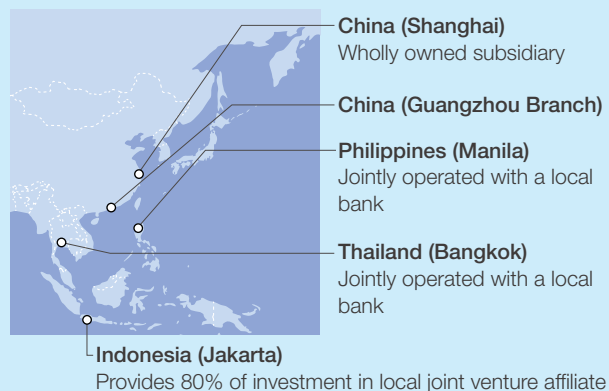 China (Shanghai)
Wholly owned subsidiary
China (Guangzhou Branch)
Philippines (Manila)
Jointly operated with a local
bank
Thailand (Bangkok)
Jointly operated with a local
bank
Indonesia (Jakarta)
Provides 80% of investment in local joint venture affiliate